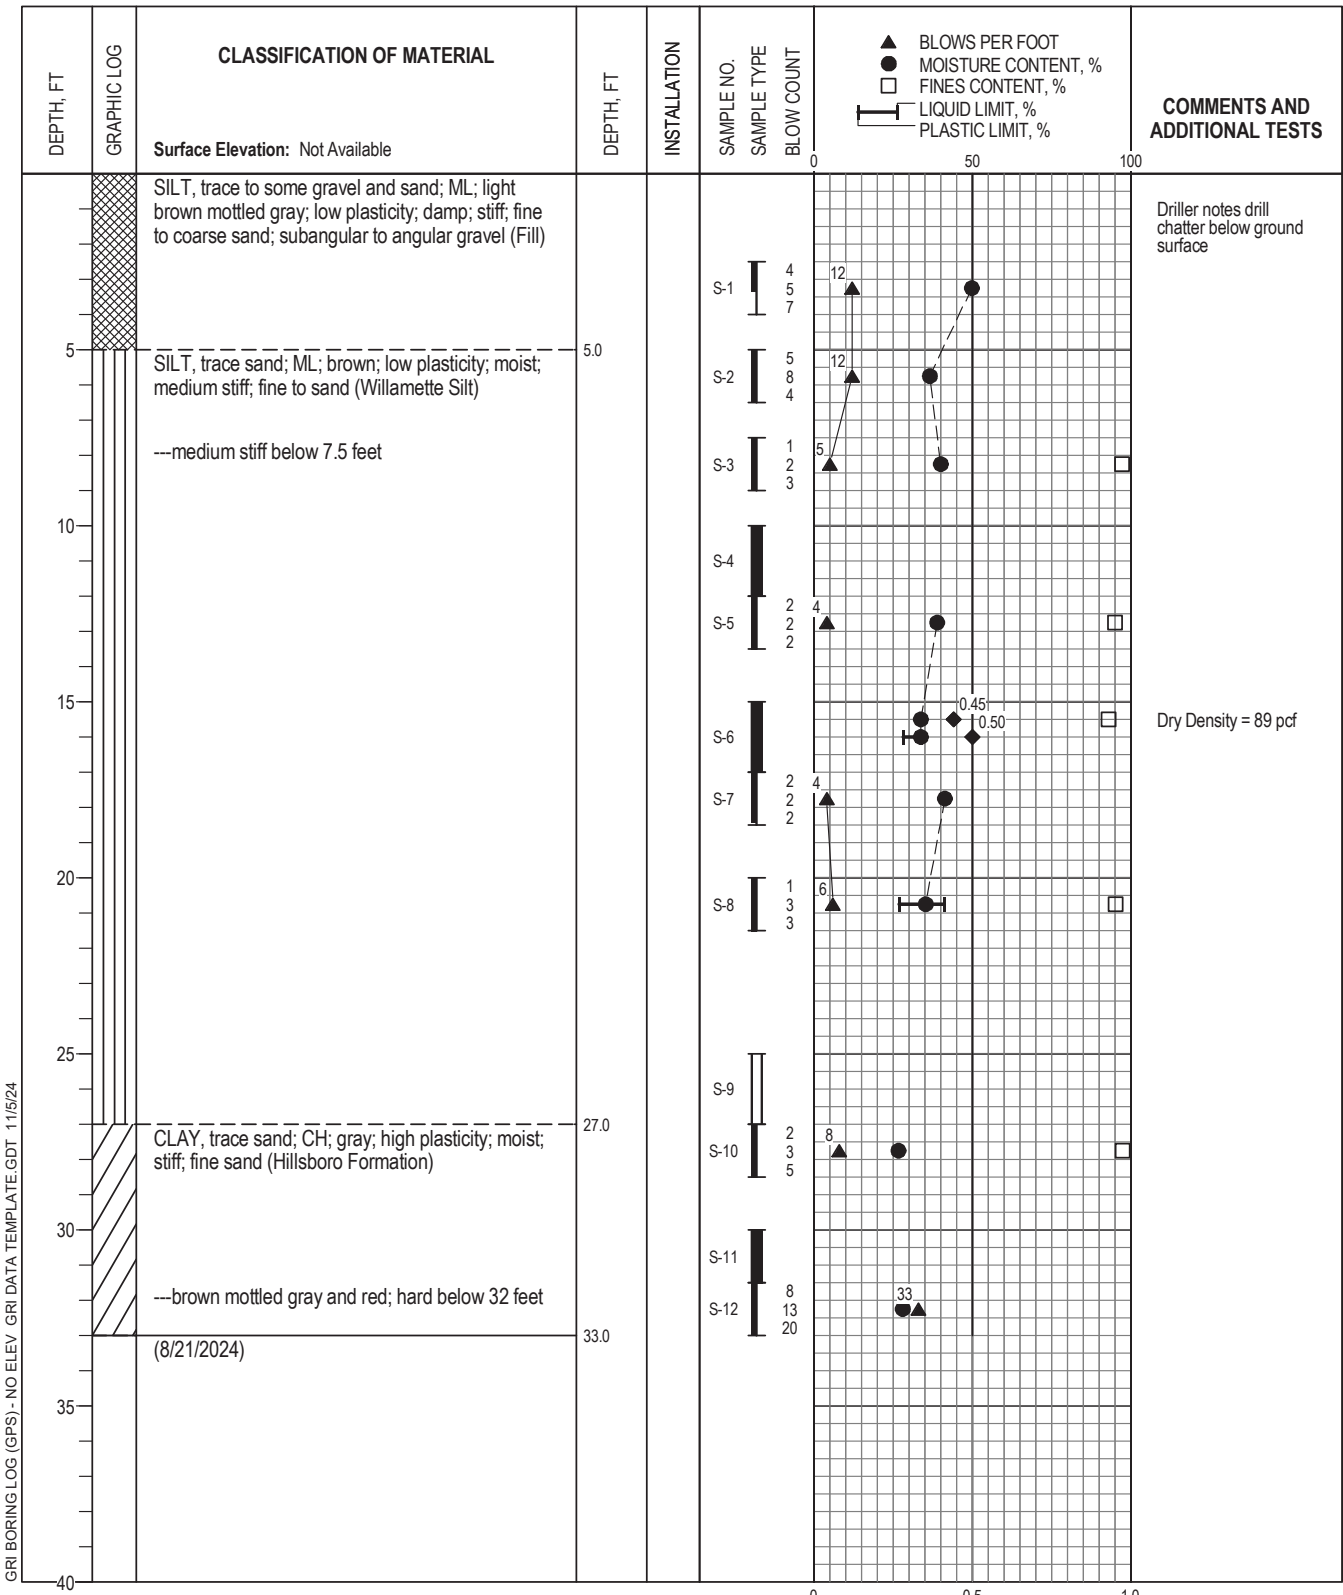 DEPTH, FT
GRAPHIC LOG
CLASSIFICATION OF MATERIAL
Surface Elevation: Not Available
DEPTH, FT
INSTALLATION
SAMPLE NO.
SAMPLE TYPE
BLOW COUNT
BLOWS PER FOOT
MOISTURE CONTENT, %
FINES CONTENT, %
LIQUID LIMIT, %
PLASTIC LIMIT, %
0 50 100
COMMENTS AND
ADDITIONAL TESTS
SILT, trace to some gravel and sand; ML; light
brown mottled gray; low plasticity; damp; stiff; fine
to coarse sand; subangular to angular gravel (Fill)
Driller notes drill
chatter below ground
surface
S-1
4
5
7
12
5
5.0
SILT, trace sand; ML; brown; low plasticity; moist;
medium stiff; fine to sand (Willamette Silt)
S-2
5
8
4
12
---medium stiff below 7.5 feet
S-3
1
2
3
5
10
S-4
S-5
2
2
2
4
15
S-6
0.45
0.50
Dry Density = 89 pcf
S-7
2
2
2
4
20
S-8
1
3
3
6
25
S-9
27.0
CLAY, trace sand; CH; gray; high plasticity; moist;
stiff; fine sand (Hillsboro Formation)
S-10
2
3
5
8
30
S-11
---brown mottled gray and red; hard below 32 feet
S-12
8
13
20
33
33.0
(8/21/2024)
35
40
0 0.5 1.0
GRI BORING LOG (GPS) - NO ELEV GRI DATA TEMPLATE.GDT 11/5/24